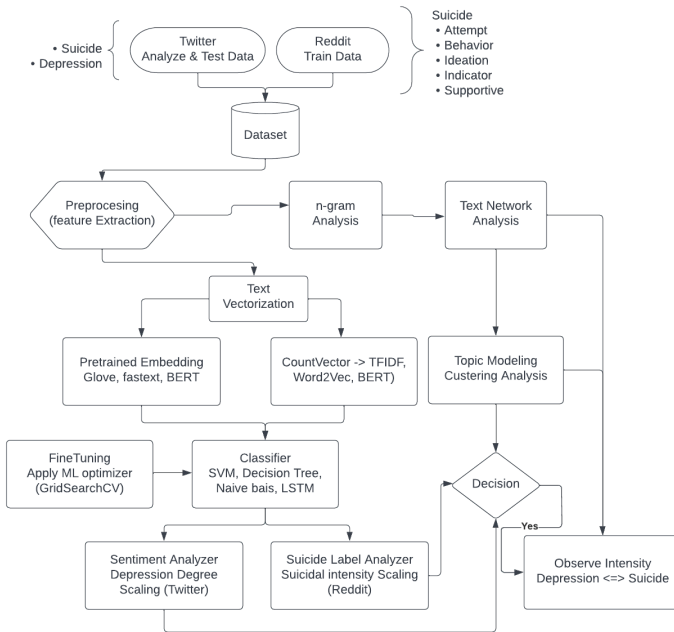 Suicide
• Attempt
• Behavior
• Ideation
• Indicator
• Supportive
• Suicide
• Depression
Twitter
Analyze & Test Data
Reddit
Train Data
Dataset
Preprocesing
(feature Extraction)
n-gram
Analysis
Text Network
Analysis
Text
Vectorization
Pretrained Embedding
Glove, fastext, BERT
CountVector -> TFIDF,
Word2Vec, BERT)
Topic Modeling
Custering Analysis
FineTuning
Apply ML optimizer
(GridSearchCV)
Classifier
SVM, Decision Tree,
Naive bais, LSTM
Decision
Yes
Sentiment Analyzer
Depression Degree
Scaling (Twitter)
Suicide Label Analyzer
Suicidal intensity Scaling
(Reddit)
Observe Intensity
Depression <=> Suicide